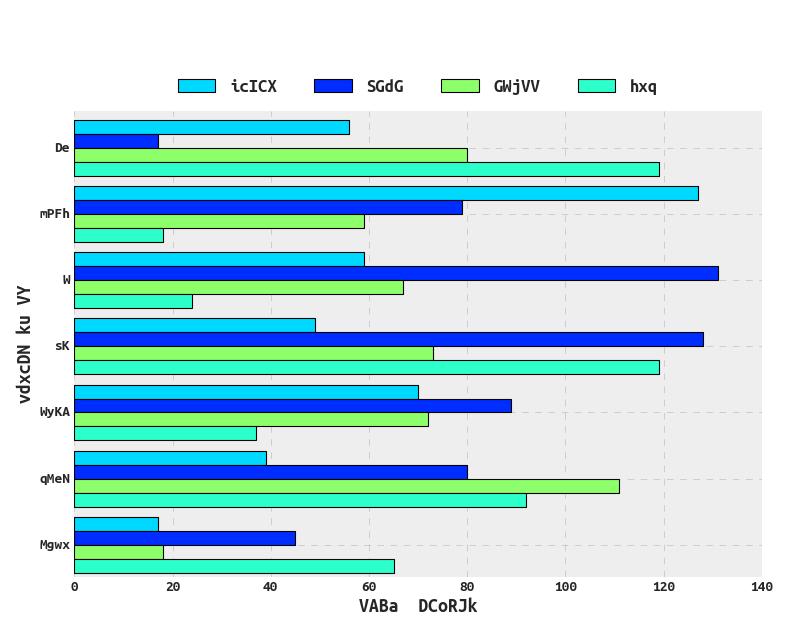 icICX SGdG GWjVV hxq
De
mPFh
W
sK
WyKA
qMeN
Mgwx
vdxcDN ku VY
0 20 40 60 80 100 120 140
VABa DCoRJk